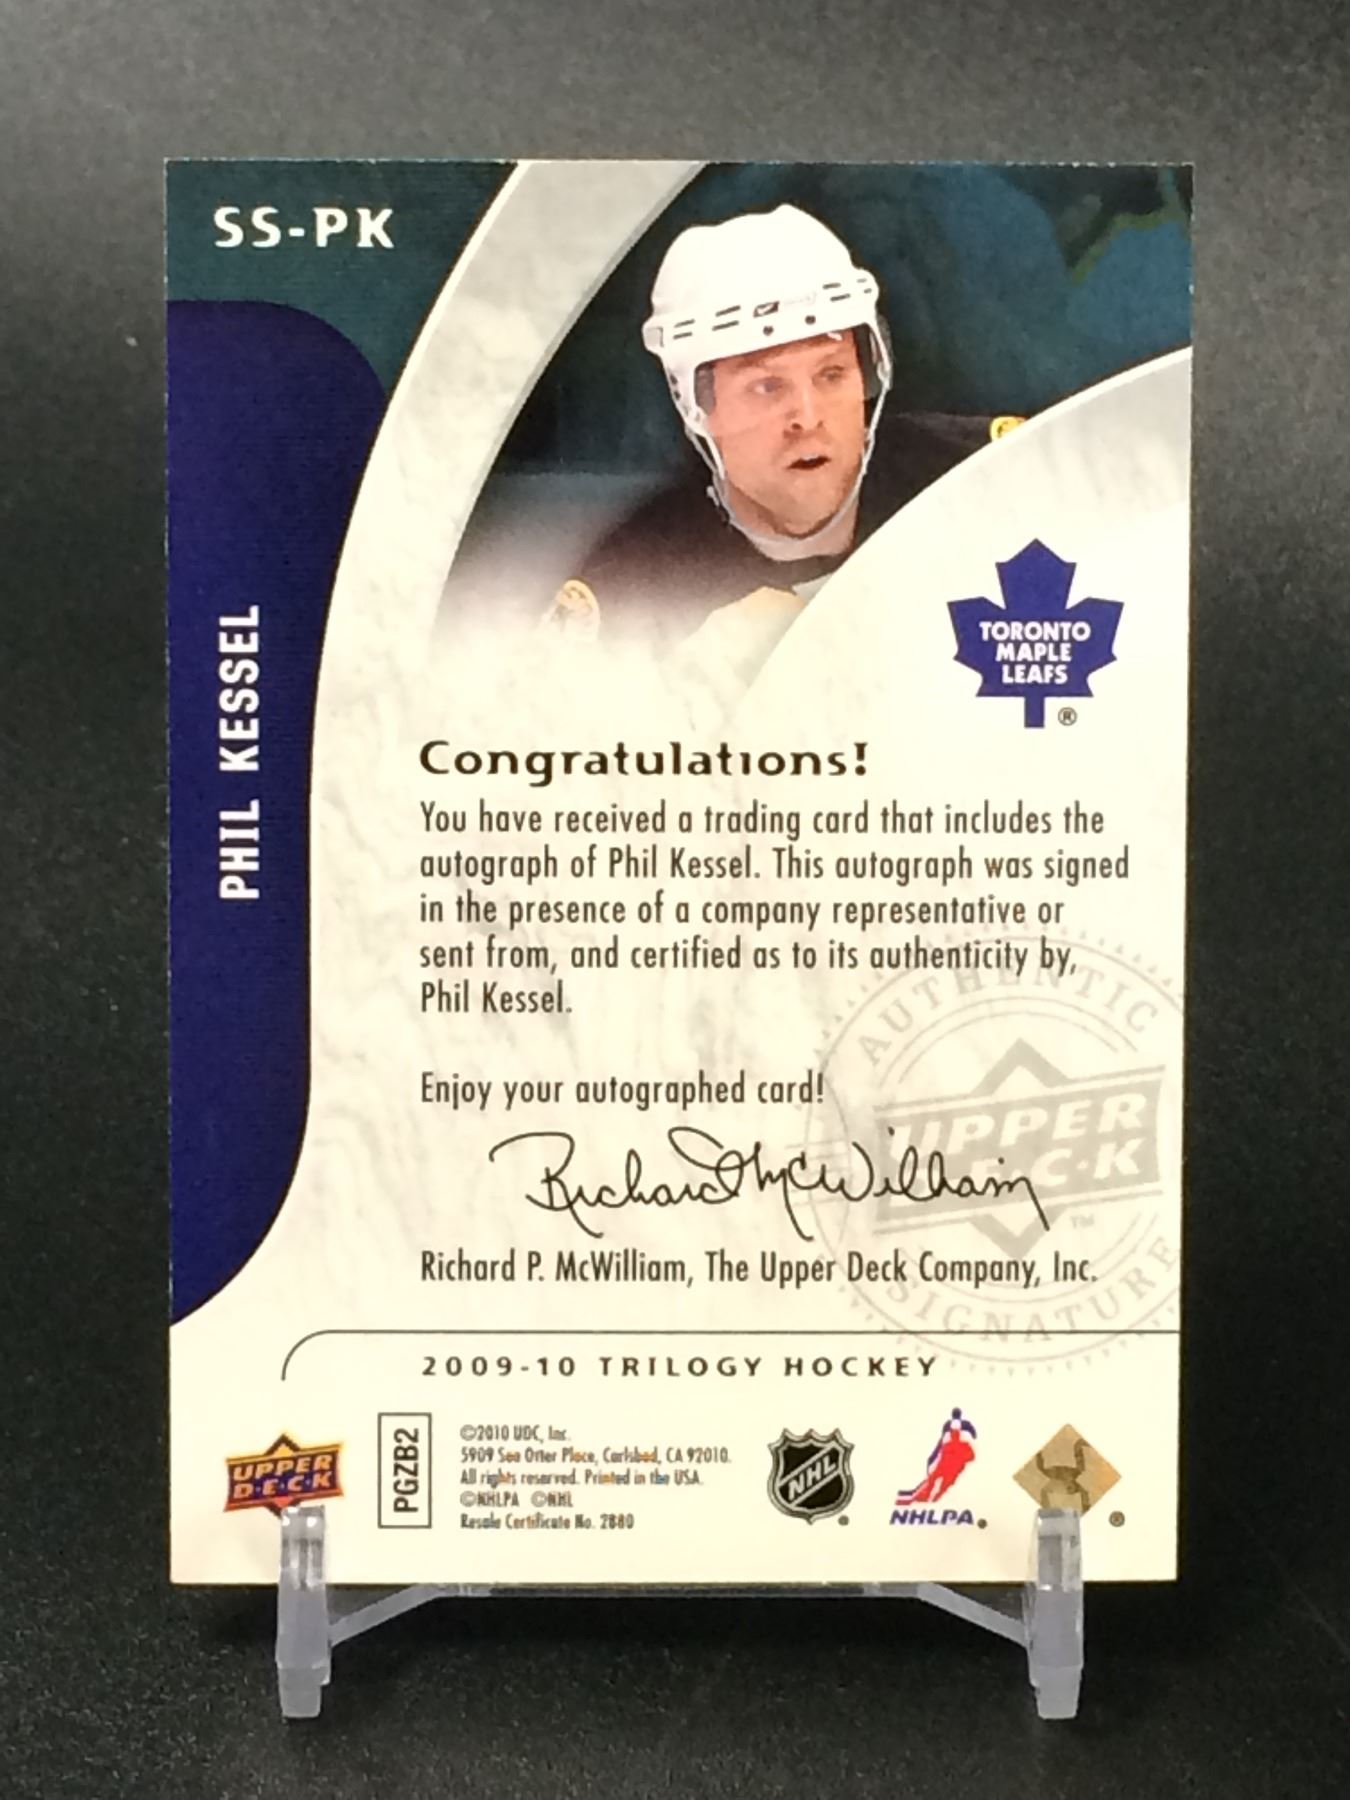 SS-PK
PHIL KESSEL
TORONTO
MAPLE
LEAFS
®
Congratulations!
You have received a trading card that includes the
autograph of Phil Kessel. This autograph was signed
in the presence of a company representative or
sent from, and certified as to its authenticity by,
Phil Kessel.
Enjoy your autographed card!
AUTHENTIC
UPPER
DECK
™
SIGNATURE
Richard McWilliam
Richard P. McWilliam, The Upper Deck Company, Inc.
2009-10 TRILOGY HOCKEY
UPPER
D·E·C·K
PGZB2
©2010 UDC, Inc.
5909 Sea Otter Place, Carlsbad, CA 92010.
All rights reserved. Printed in the USA.
©NHLPA ©NHL
Resale Certificate No. 2880
NHL
NHLPA®
®